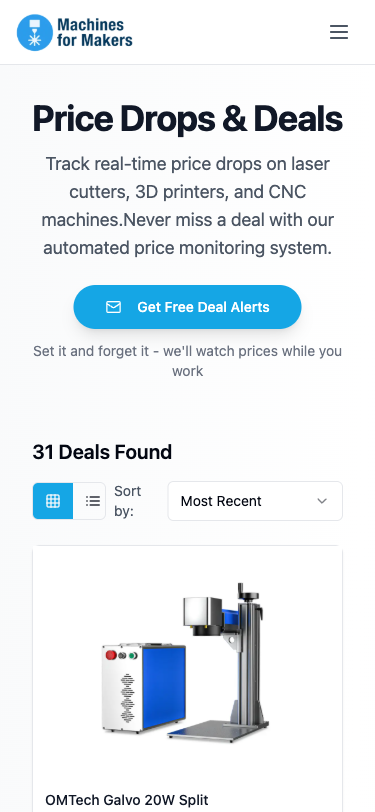 Machines
for Makers
Price Drops & Deals
Track real-time price drops on laser
cutters, 3D printers, and CNC
machines.Never miss a deal with our
automated price monitoring system.
Get Free Deal Alerts
Set it and forget it - we'll watch prices while you
work
31 Deals Found
Sort
by:
Most Recent
OMTech Galvo 20W Split